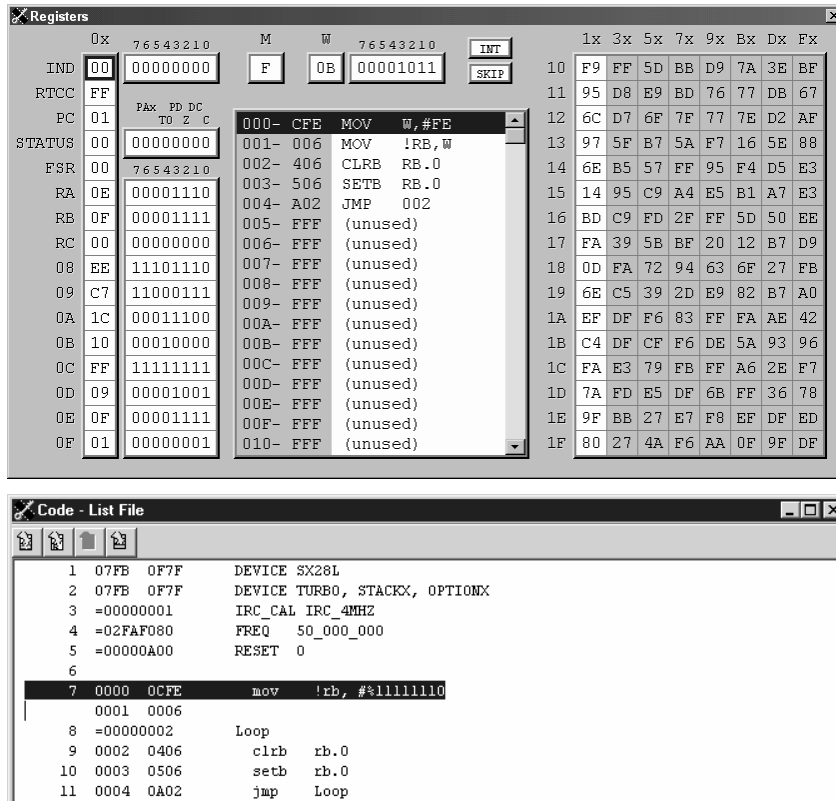 Registers
0x 76543210 M W 76543210 INT 1x 3x 5x 7x 9x Bx Dx Fx
IND 00 00000000 F 0B 00001011 SKIP 10 F9 FF 5D BB D9 7A 3E BF
RTCC FF PAx PD DC 11 95 D8 E9 BD 76 77 DB 67
PC 01 TO Z C 000- CFE MOV W,#FE 12 6C D7 6F 7F 77 7E D2 AF
STATUS 00 00000000 001- 006 MOV !RB,W 13 97 5F B7 5A F7 16 5E 88
FSR 00 76543210 002- 406 CLRB RB.0 14 6E B5 57 FF 95 F4 D5 E3
RA 0E 00001110 003- 506 SETB RB.0 15 14 95 C9 A4 E5 B1 A7 E3
004- A02 JMP 002
RB 0F 00001111 005- FFF (unused) 16 BD C9 FD 2F FF 5D 50 EE
RC 00 00000000 006- FFF (unused) 17 FA 39 5B BF 20 12 B7 D9
08 EE 11101110 007- FFF (unused) 18 0D FA 72 94 63 6F 27 FB
008- FFF (unused)
09 C7 11000111 009- FFF (unused) 19 6E C5 39 2D E9 82 B7 A0
0A 1C 00011100 00A- FFF (unused) 1A EF DF F6 83 FF FA AE 42
0B 10 00010000 00B- FFF (unused) 1B C4 DF CF F6 DE 5A 93 96
0C FF 11111111 00C- FFF (unused) 1C FA E3 79 FB FF A6 2E F7
0D 09 00001001 00D- FFF (unused) 1D 7A FD E5 DF 6B FF 36 78
00E- FFF (unused)
0E 0F 00001111 00F- FFF (unused) 1E 9F BB 27 E7 F8 EF DF ED
0F 01 00000001 010- FFF (unused) 1F 80 27 4A F6 AA 0F 9F DF
Code - List File
1 07FB 0F7F DEVICE SX28L
2 07FB 0F7F DEVICE TURBO, STACKX, OPTIONX
3 =00000001 IRC_CAL IRC_4MHZ
4 =02FAF080 FREQ 50_000_000
5 =00000A00 RESET 0
6
7 0000 0CFE mov !rb, #%11111110
0001 0006
8 =00000002 Loop
9 0002 0406 clrb rb.0
10 0003 0506 setb rb.0
11 0004 0A02 jmp Loop